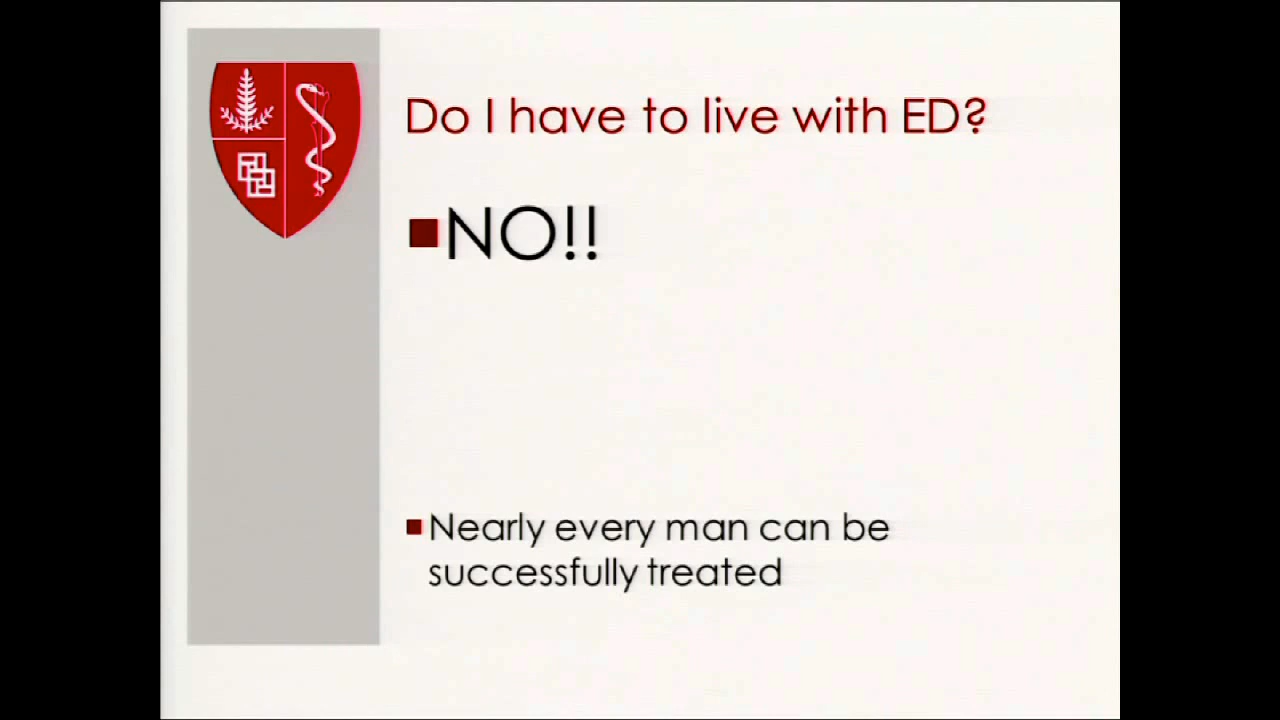 Do I have to live with ED?
NO!!
Nearly every man can be
successfully treated